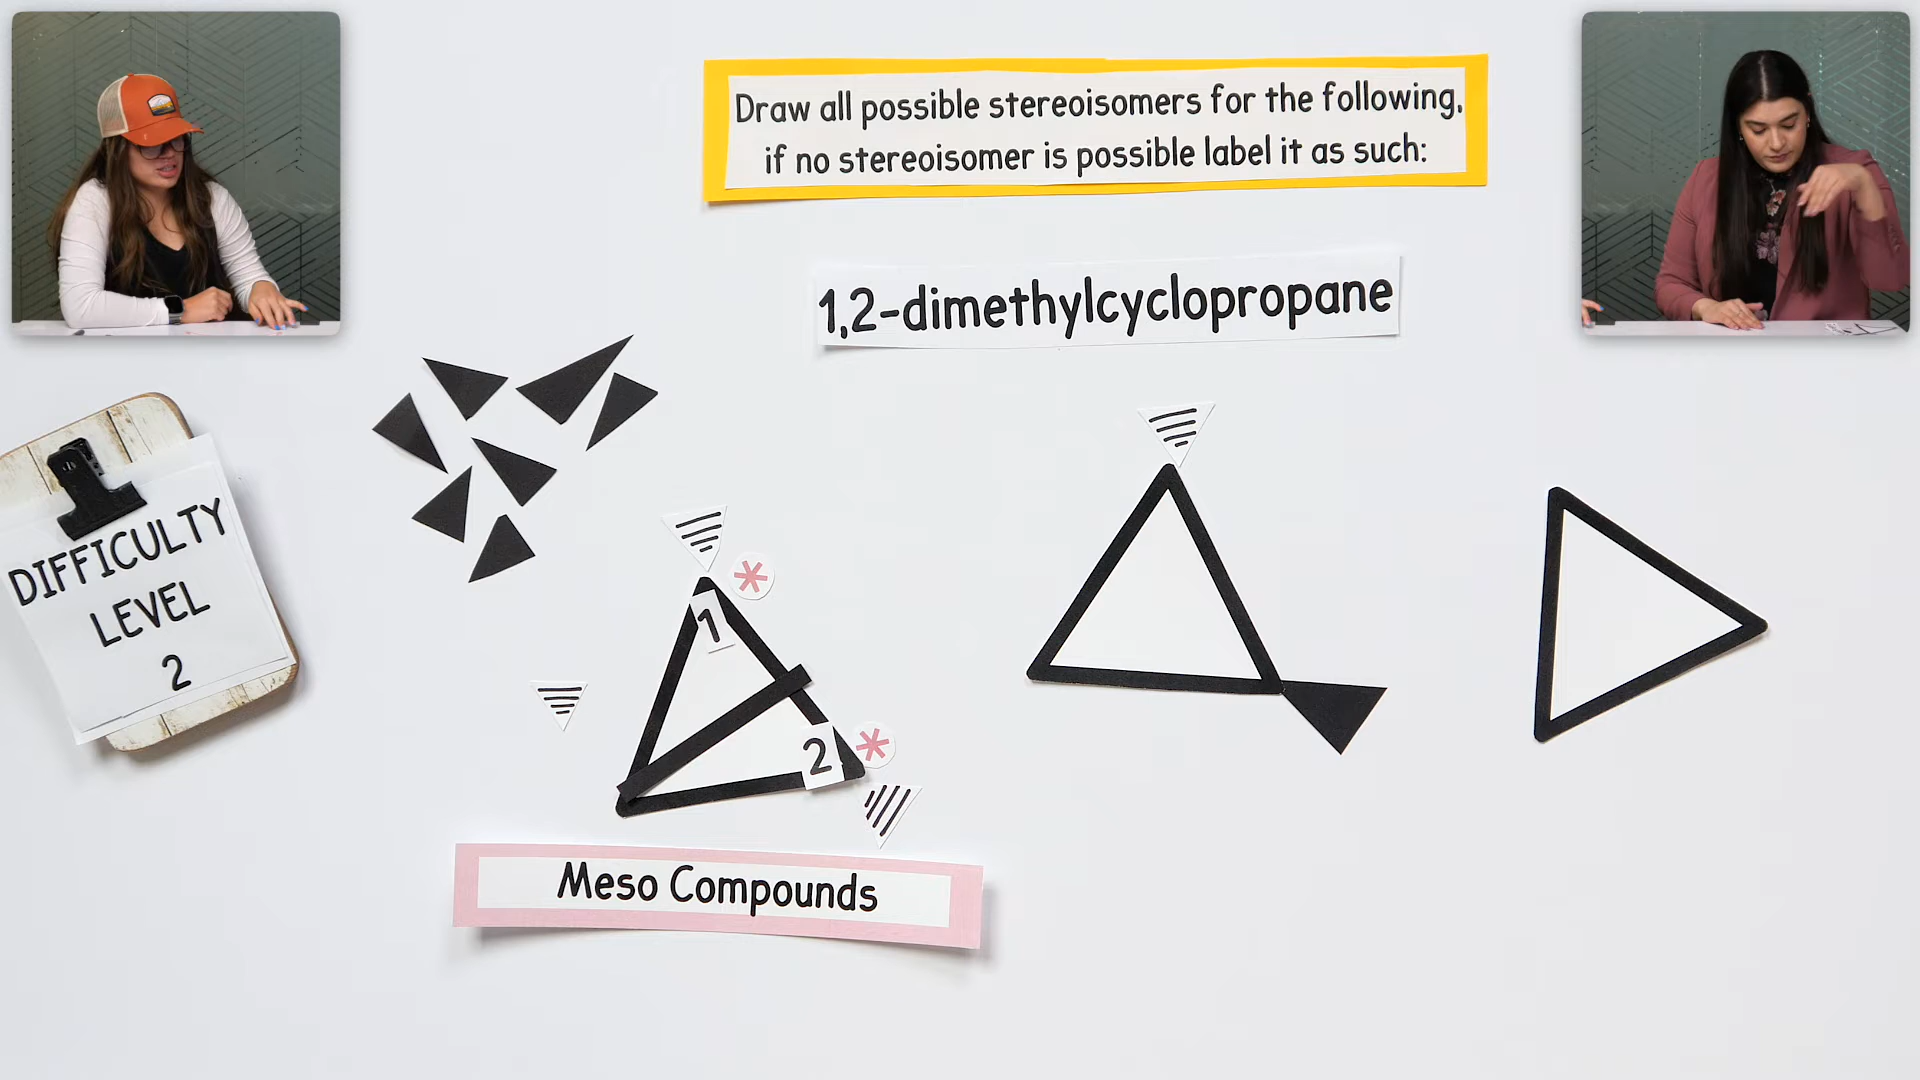 Draw all possible stereoisomers for the following,
if no stereoisomer is possible label it as such:
1,2-dimethylcyclopropane
DIFFICULTY
LEVEL
2
*
1
2
*
Meso Compounds